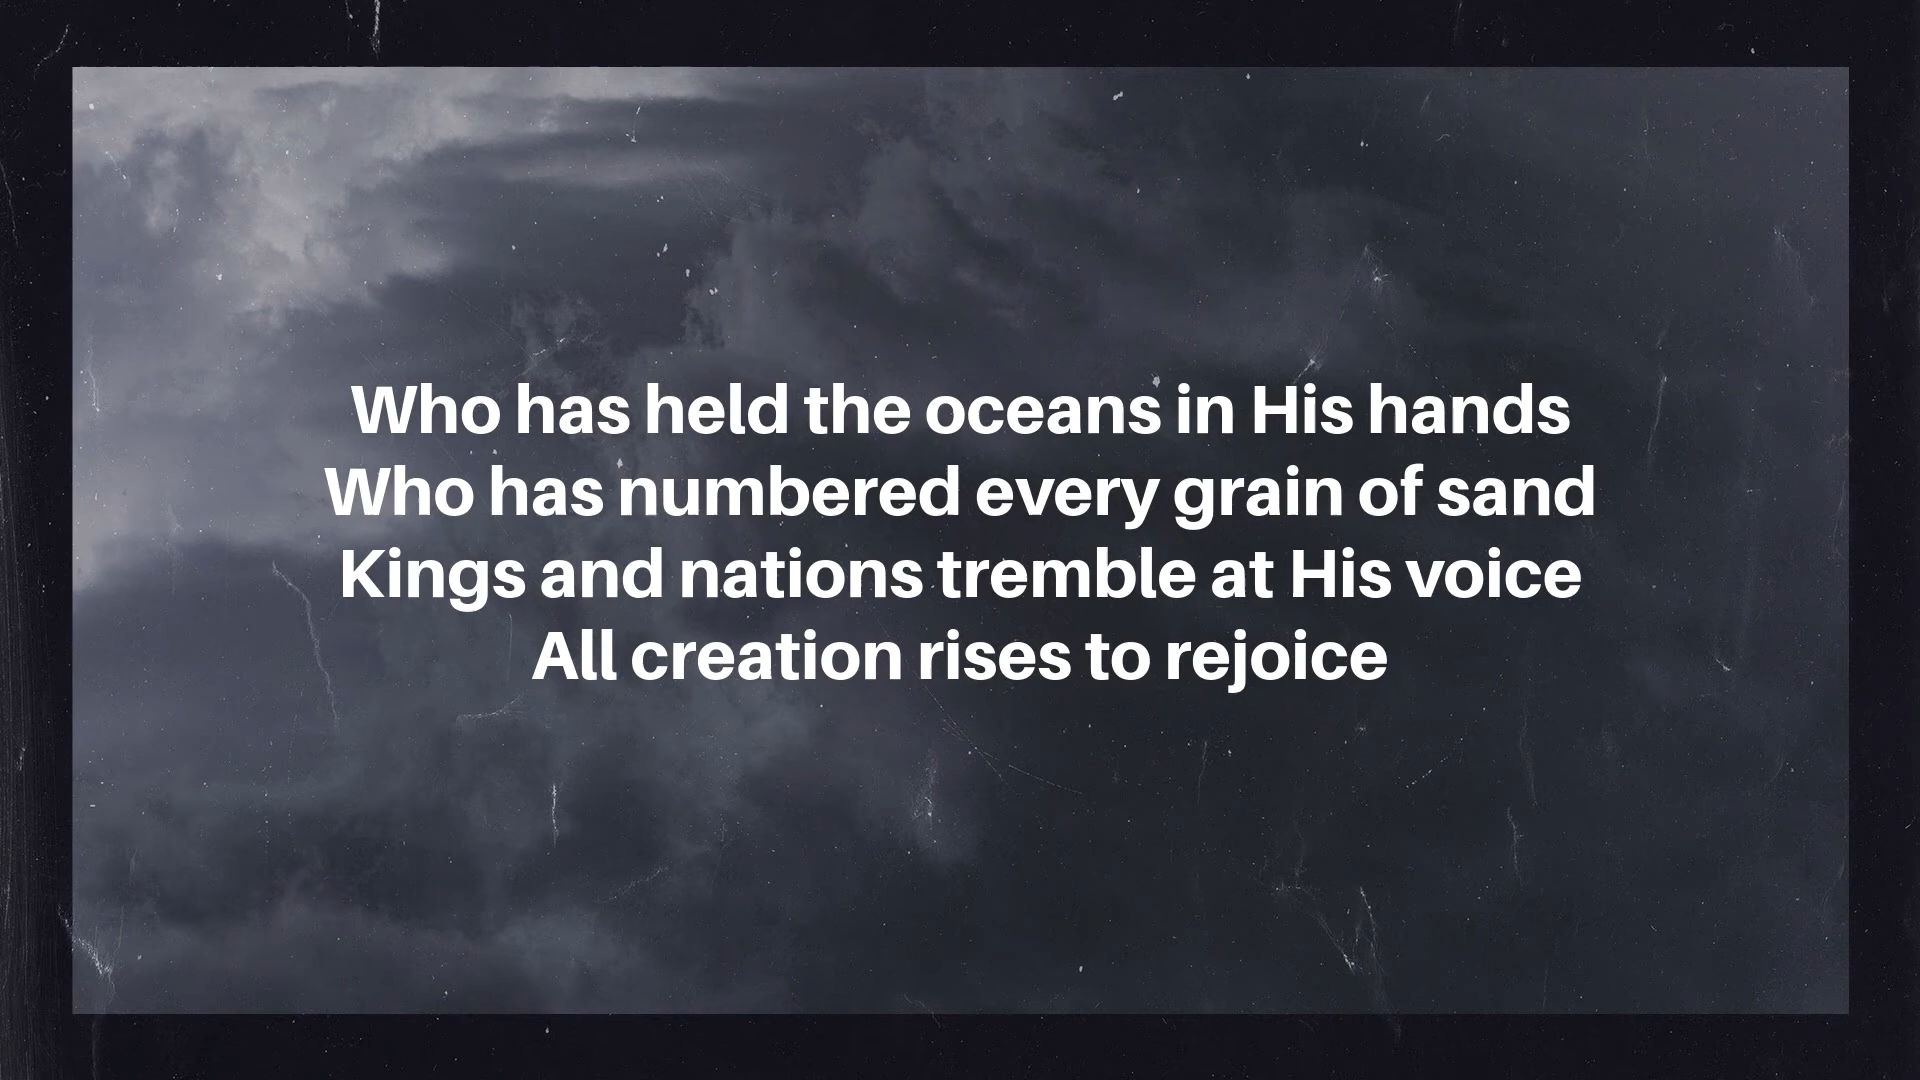 Who has held the oceans in His hands
Who has numbered every grain of sand
Kings and nations tremble at His voice
All creation rises to rejoice